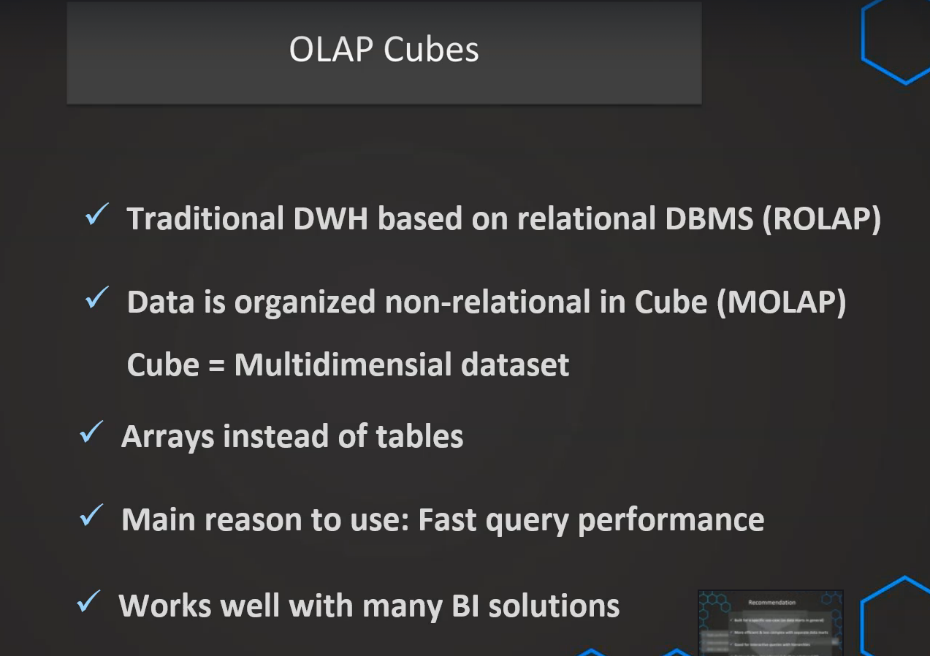 OLAP Cubes
✓ Traditional DWH based on relational DBMS (ROLAP)
✓ Data is organized non-relational in Cube (MOLAP)
Cube = Multidimensial dataset
✓ Arrays instead of tables
✓ Main reason to use: Fast query performance
✓ Works well with many BI solutions
Recommendation